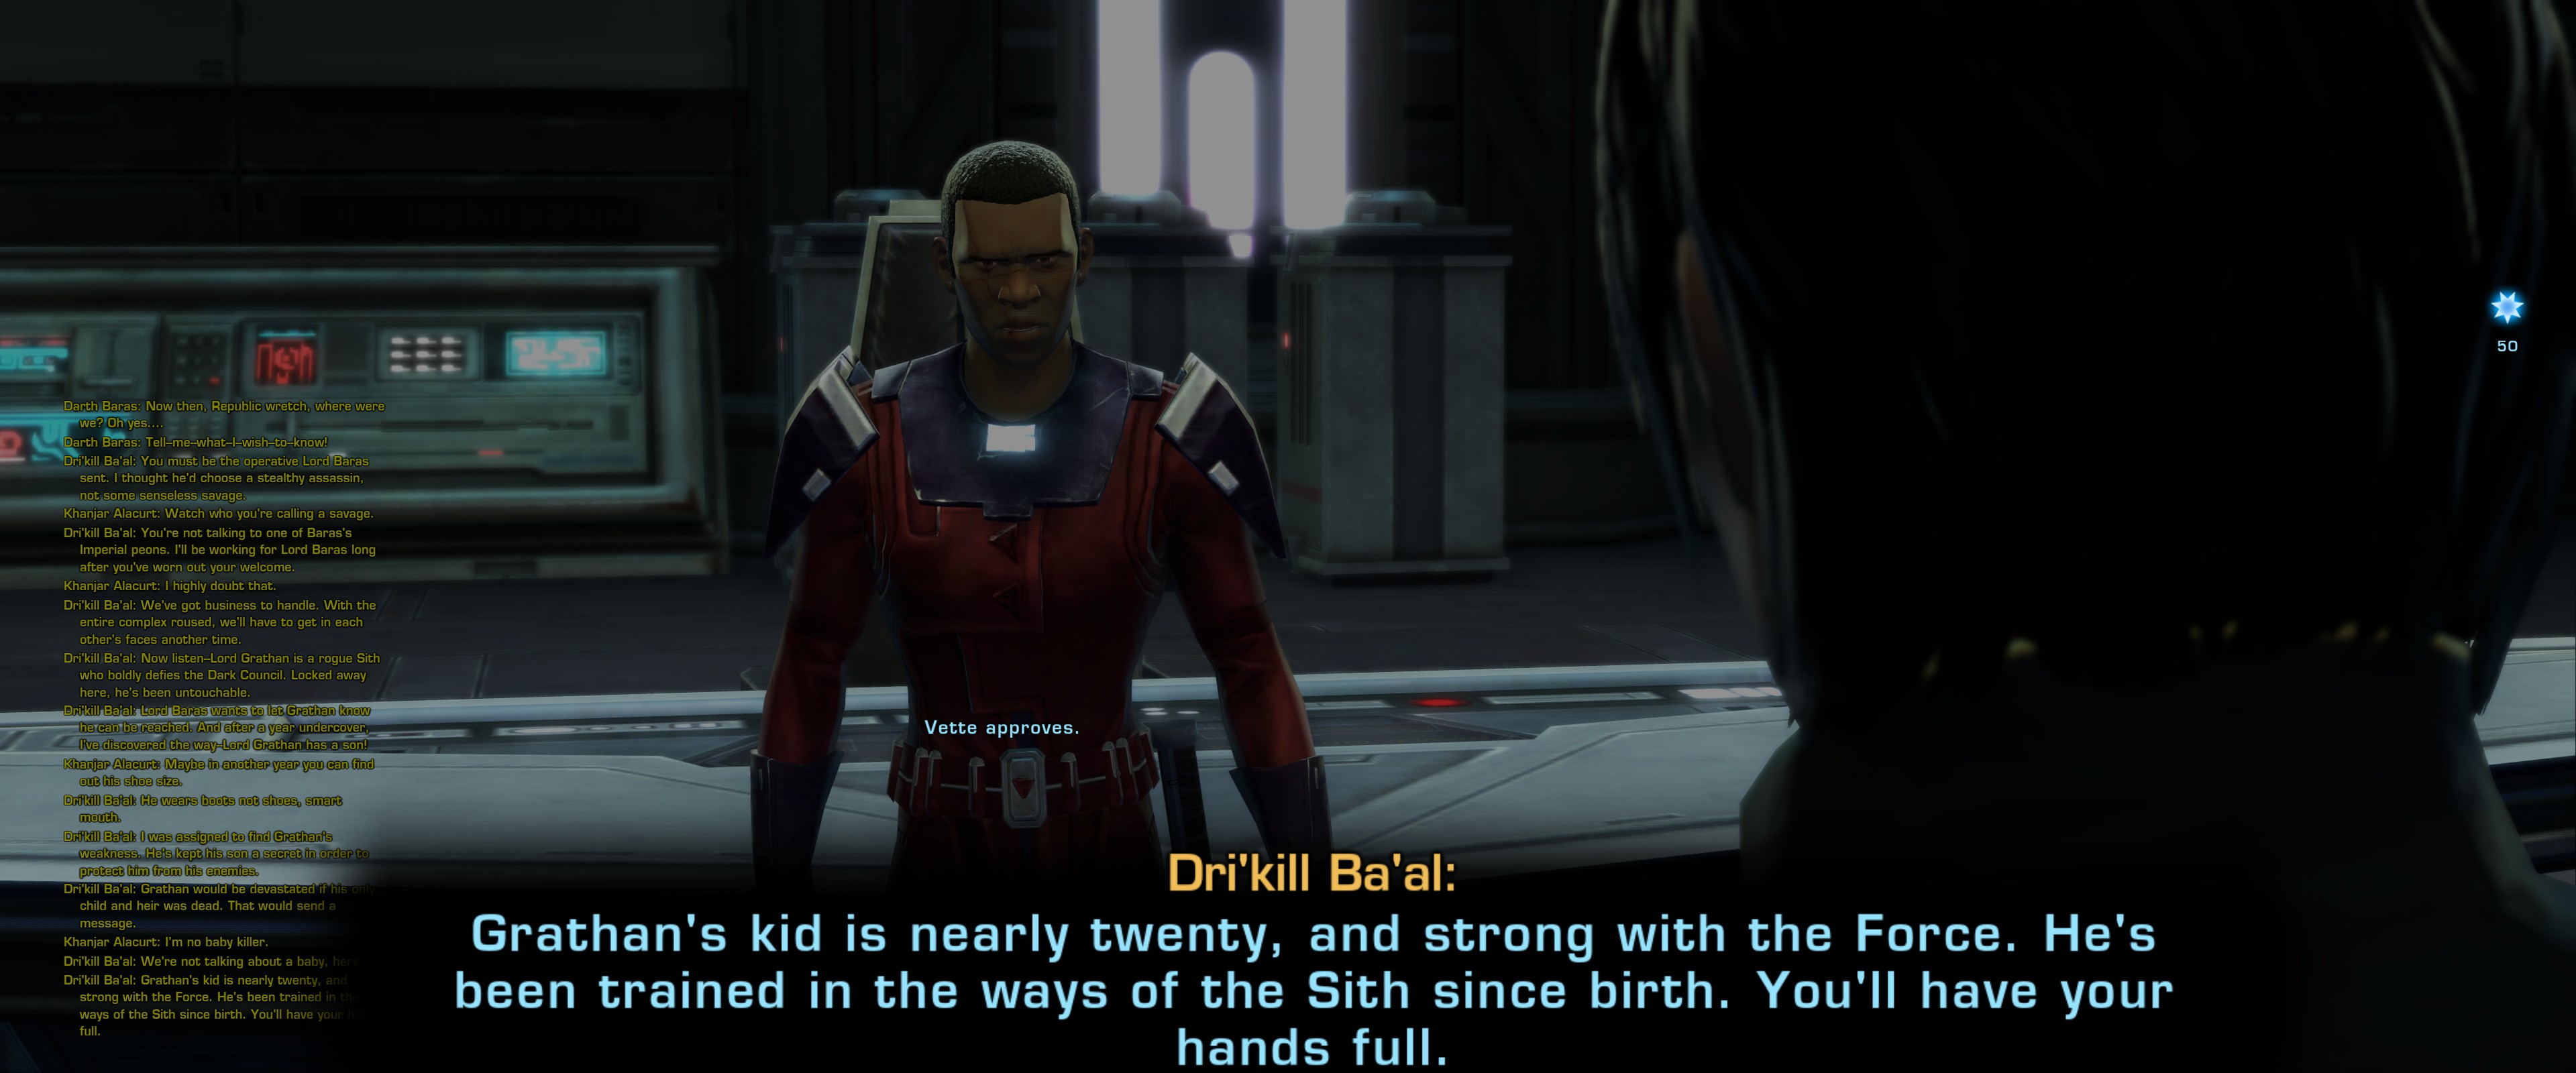 Darth Baras: Now then, Republic wretch, where were
we? Oh yes....
Darth Baras: Tell-me-what-I-wish-to-know!
Dri'kill Ba'al: You must be the operative Lord Baras
sent. I thought he'd choose a stealthy assassin,
not some senseless savage.
Khanjar Alacurt: Watch who you're calling a savage.
Dri'kill Ba'al: You're not talking to one of Baras's
Imperial peons. I'll be working for Lord Baras long
after you've worn out your welcome.
Khanjar Alacurt: I highly doubt that.
Dri'kill Ba'al: We've got business to handle. With the
entire complex roused, we'll have to get in each
other's faces another time.
Dri'kill Ba'al: Now listen-Lord Grathan is a rogue Sith
who boldly defies the Dark Council. Locked away
here, he's been untouchable.
Dri'kill Ba'al: Lord Baras wants to let Grathan know
he can be reached. And after a year undercover,
I've discovered the way-Lord Grathan has a son!
Khanjar Alacurt: Maybe in another year you can find
out his shoe size.
Dri'kill Ba'al: He wears boots not shoes, smart
mouth.
Dri'kill Ba'al: I was assigned to find Grathan's
weakness. He's kept his son a secret in order to
protect him from his enemies.
Dri'kill Ba'al: Grathan would be devastated if his only
child and heir was dead. That would send a
message.
Khanjar Alacurt: I'm no baby killer.
Dri'kill Ba'al: We're not talking about a baby,
Dri'kill Ba'al: Grathan's kid is nearly twenty, and
strong with the Force. He's been trained in the
ways of the Sith since birth. You'll have your
full.
50
Vette approves.
Dri'kill Ba'al:
Grathan's kid is nearly twenty, and strong with the Force. He's
been trained in the ways of the Sith since birth. You'll have your
hands full.